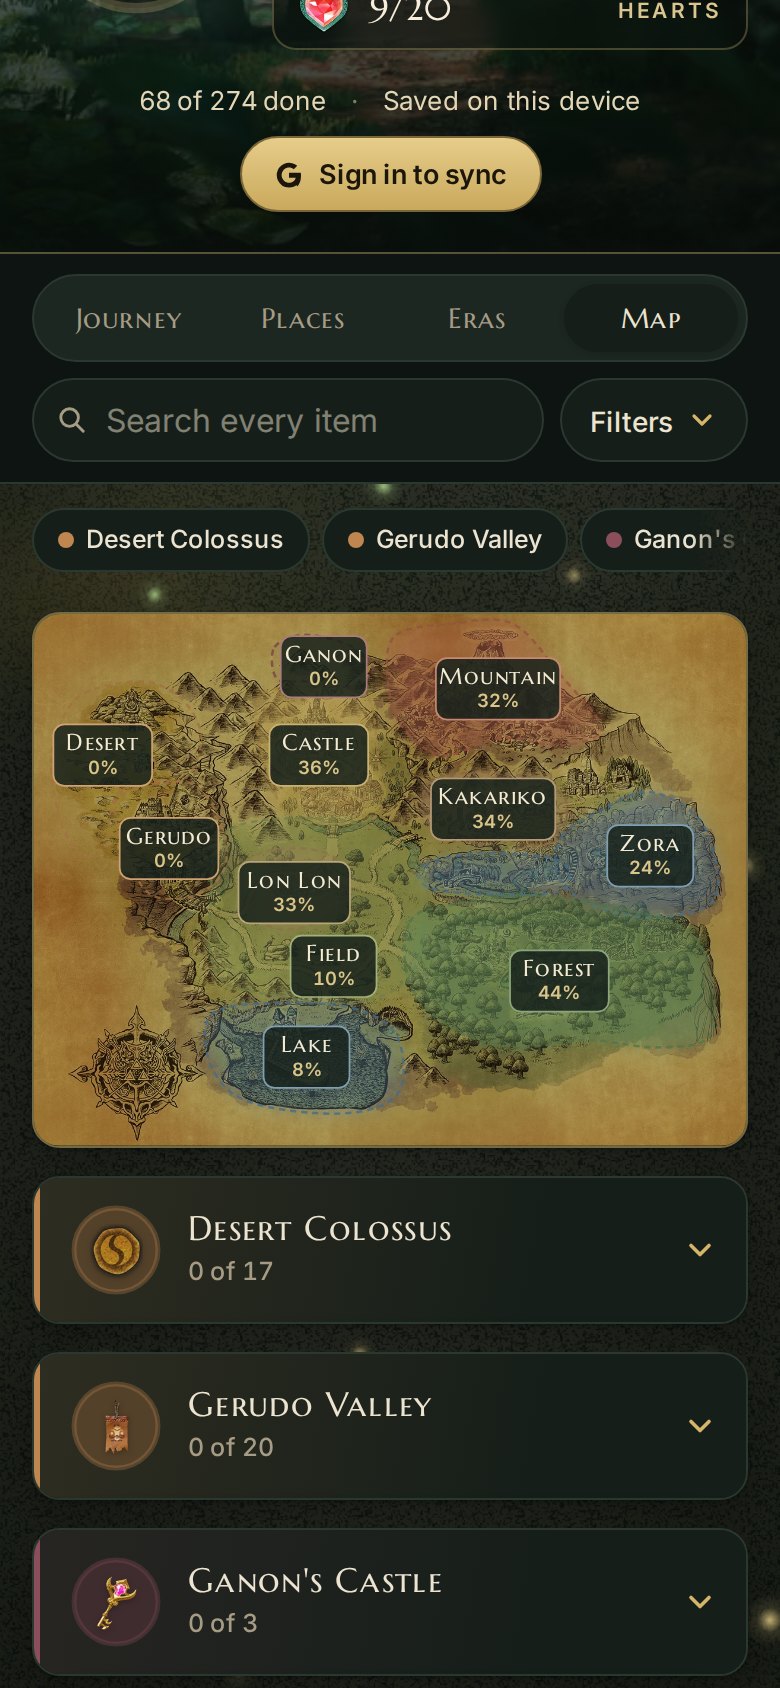 9/20
HEARTS
68 of 274 done · Saved on this device
G Sign in to sync
Journey Places Eras Map
Search every item
Filters
Desert Colossus
Gerudo Valley
Ganon's
Ganon
0%
Mountain
32%
Desert
0%
Castle
36%
Kakariko
34%
Gerudo
0%
Zora
24%
Lon Lon
33%
Field
10%
Forest
44%
Lake
8%
Desert Colossus
0 of 17
Gerudo Valley
0 of 20
Ganon's Castle
0 of 3